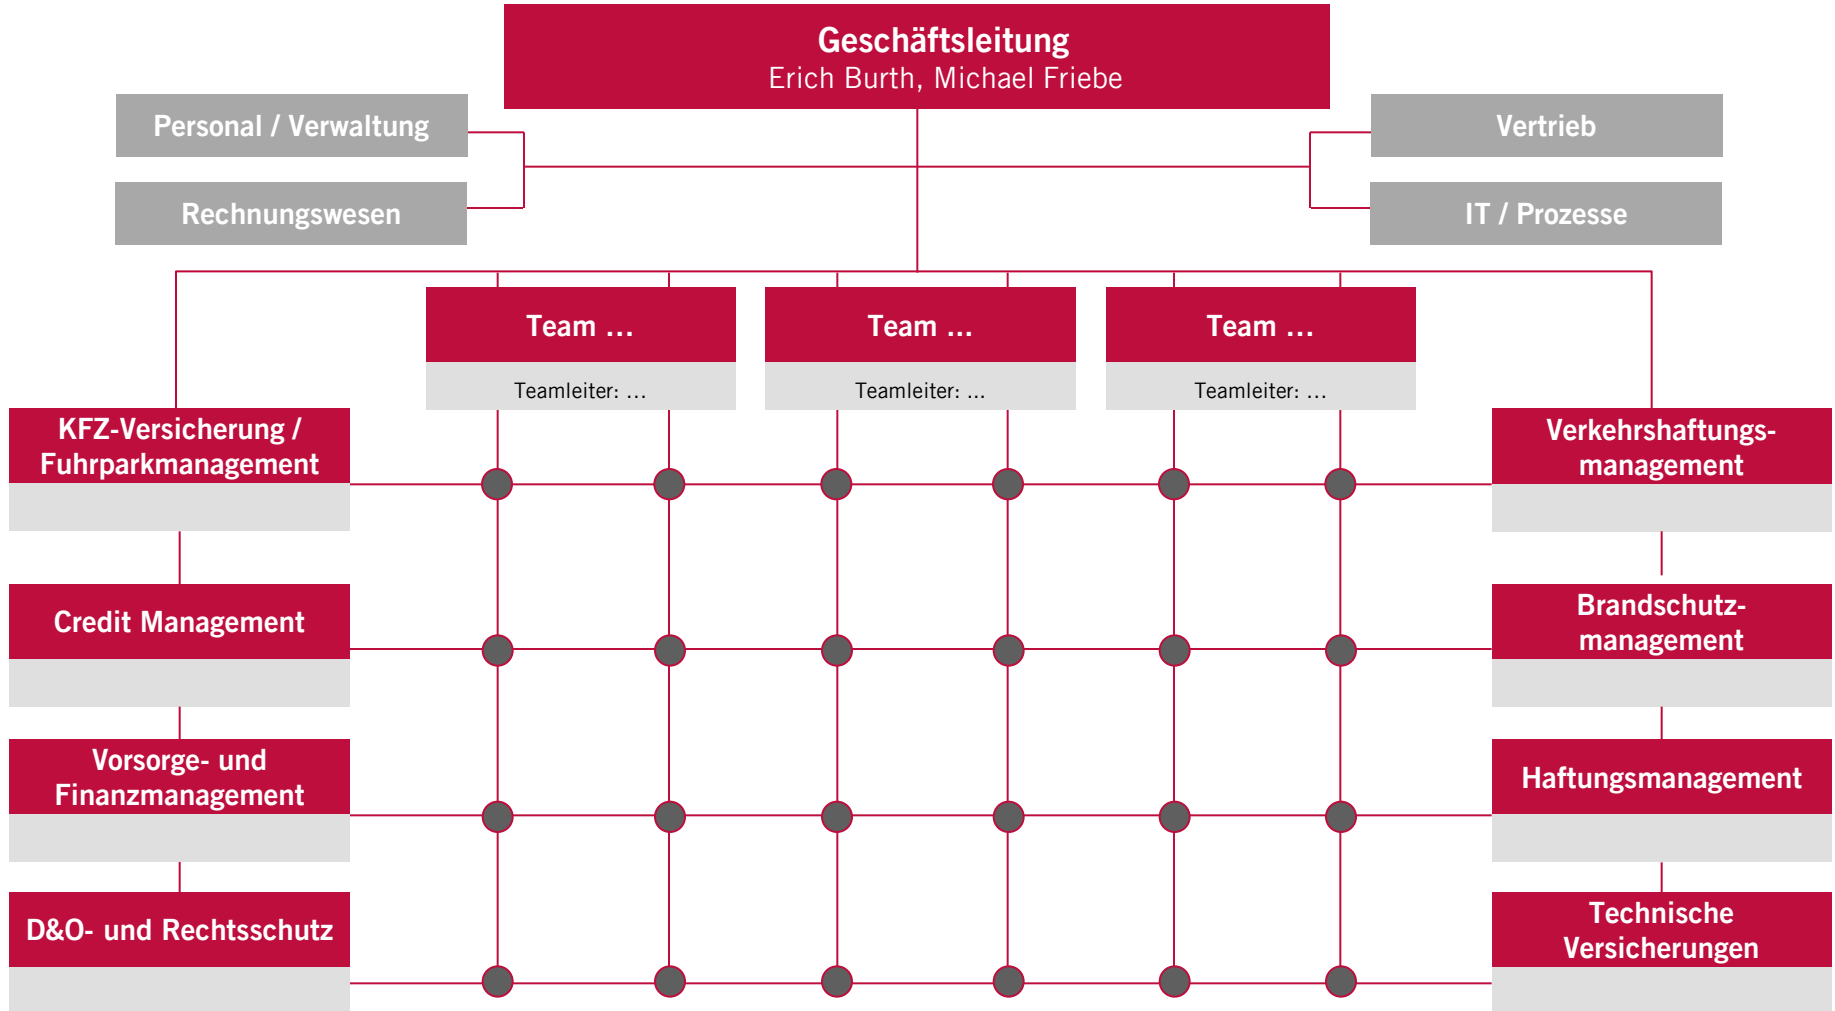 Geschäftsleitung
Erich Burth, Michael Friebe
Personal / Verwaltung
Vertrieb
Rechnungswesen
IT / Prozesse
Team ...
Team ...
Team ...
Teamleiter: ...
Teamleiter: ...
Teamleiter: ...
KFZ-Versicherung /
Fuhrparkmanagement
Verkehrshaftungs-
management
Credit Management
Brandschutz-
management
Vorsorge- und
Finanzmanagement
Haftungsmanagement
D&O- und Rechtsschutz
Technische
Versicherungen